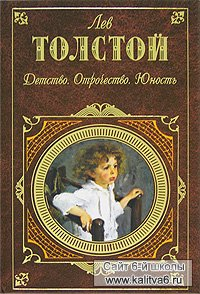 Лев
ТОЛСТОЙ
Детство. Отрочество. Юность
Сайт 6-й школы
www.kalitva6.ru